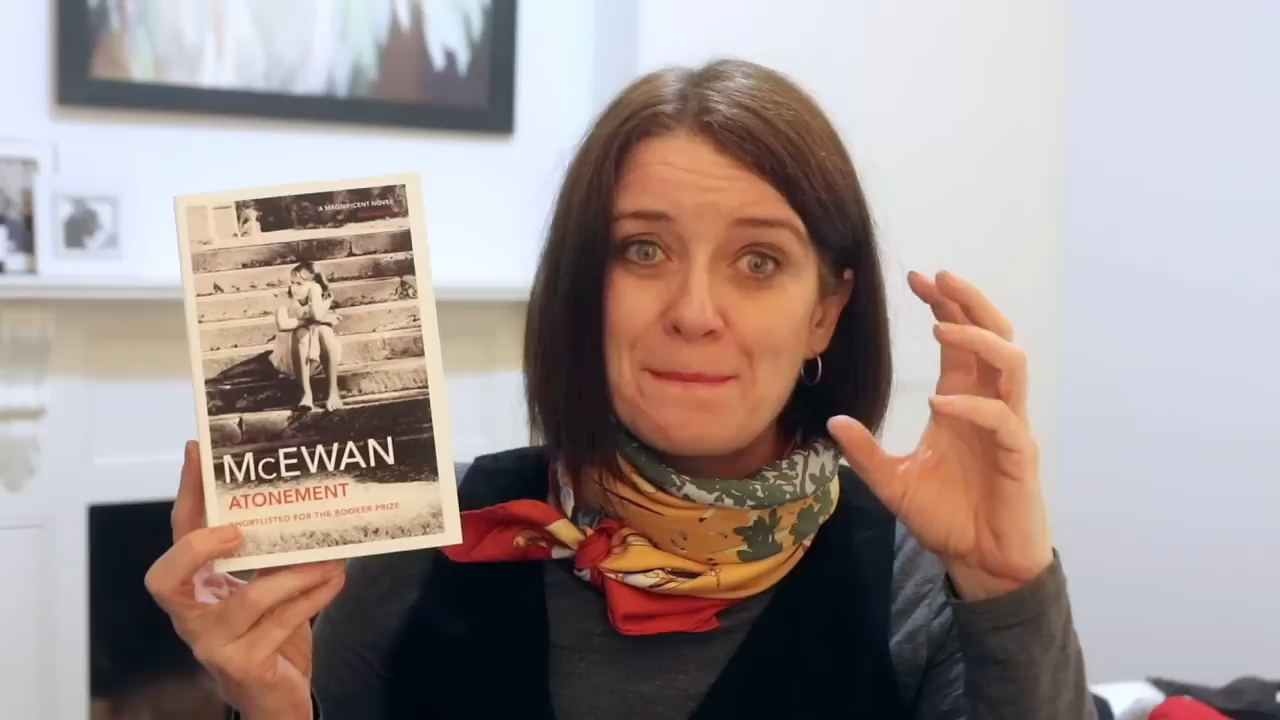 'A MAGNIFICENT NOVEL'
McEWAN
ATONEMENT
SHORTLISTED FOR THE BOOKER PRIZE